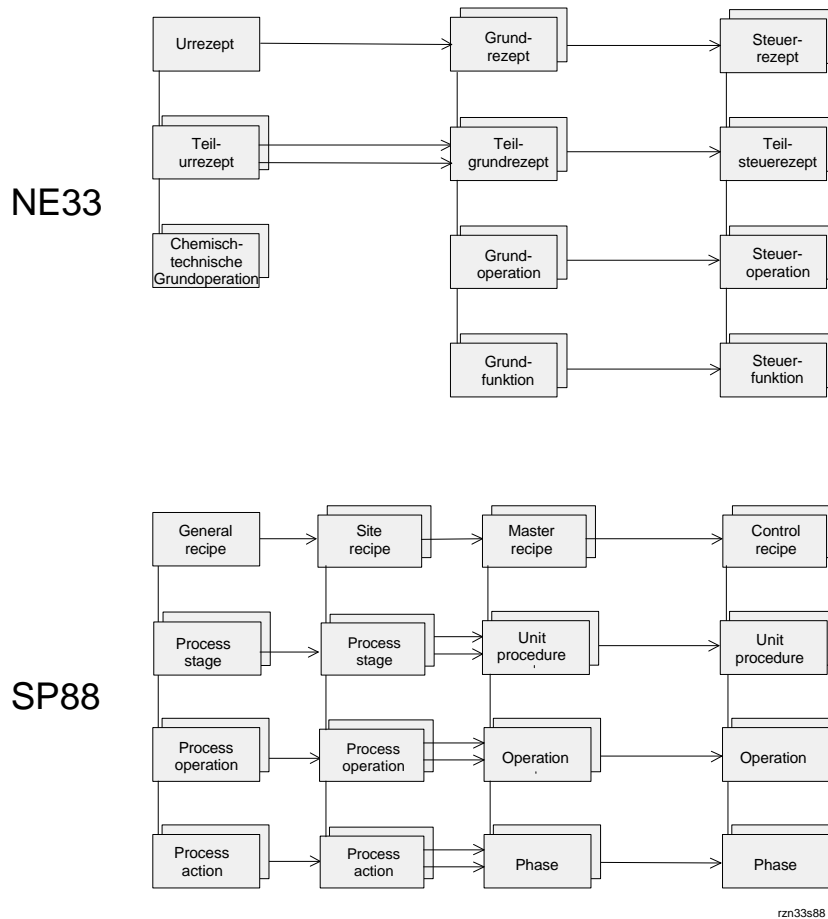 Urrezept
Grund-
rezept
Steuer-
rezept
Teil-
urrezept
Teil-
grundrezept
Teil-
steuerezept
NE33
Chemisch-
technische
Grundoperation
Grund-
operation
Steuer-
operation
Grund-
funktion
Steuer-
funktion
General
recipe
Site
recipe
Master
recipe
Control
recipe
Process
stage
Process
stage
Unit
procedure
Unit
procedure
SP88
Process
operation
Process
operation
Operation
Operation
Process
action
Process
action
Phase
Phase
rzn33s88